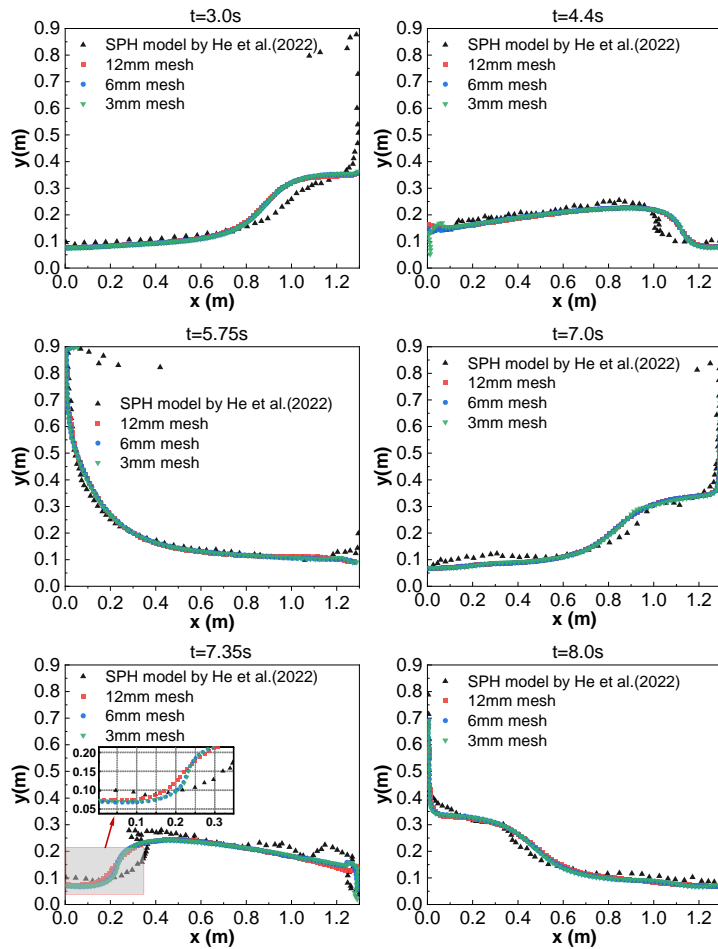 t=3.0s
SPH model by He et al.(2022)
12mm mesh
6mm mesh
3mm mesh
y(m)
0.9
0.8
0.7
0.6
0.5
0.4
0.3
0.2
0.1
0.0
0.0 0.2 0.4 0.6 0.8 1.0 1.2
x (m)
t=4.4s
SPH model by He et al.(2022)
12mm mesh
6mm mesh
3mm mesh
y(m)
0.9
0.8
0.7
0.6
0.5
0.4
0.3
0.2
0.1
0.0
0.0 0.2 0.4 0.6 0.8 1.0 1.2
x (m)
t=5.75s
SPH model by He et al.(2022)
12mm mesh
6mm mesh
3mm mesh
y(m)
0.9
0.8
0.7
0.6
0.5
0.4
0.3
0.2
0.1
0.0
0.0 0.2 0.4 0.6 0.8 1.0 1.2
x (m)
t=7.0s
SPH model by He et al.(2022)
12mm mesh
6mm mesh
3mm mesh
y(m)
0.9
0.8
0.7
0.6
0.5
0.4
0.3
0.2
0.1
0.0
0.0 0.2 0.4 0.6 0.8 1.0 1.2
x (m)
t=7.35s
SPH model by He et al.(2022)
12mm mesh
6mm mesh
3mm mesh
0.20
0.15
0.10
0.05
0.1 0.2 0.3
y(m)
0.9
0.8
0.7
0.6
0.5
0.4
0.3
0.2
0.1
0.0
0.0 0.2 0.4 0.6 0.8 1.0 1.2
x (m)
t=8.0s
SPH model by He et al.(2022)
12mm mesh
6mm mesh
3mm mesh
y(m)
0.9
0.8
0.7
0.6
0.5
0.4
0.3
0.2
0.1
0.0
0.0 0.2 0.4 0.6 0.8 1.0 1.2
x (m)